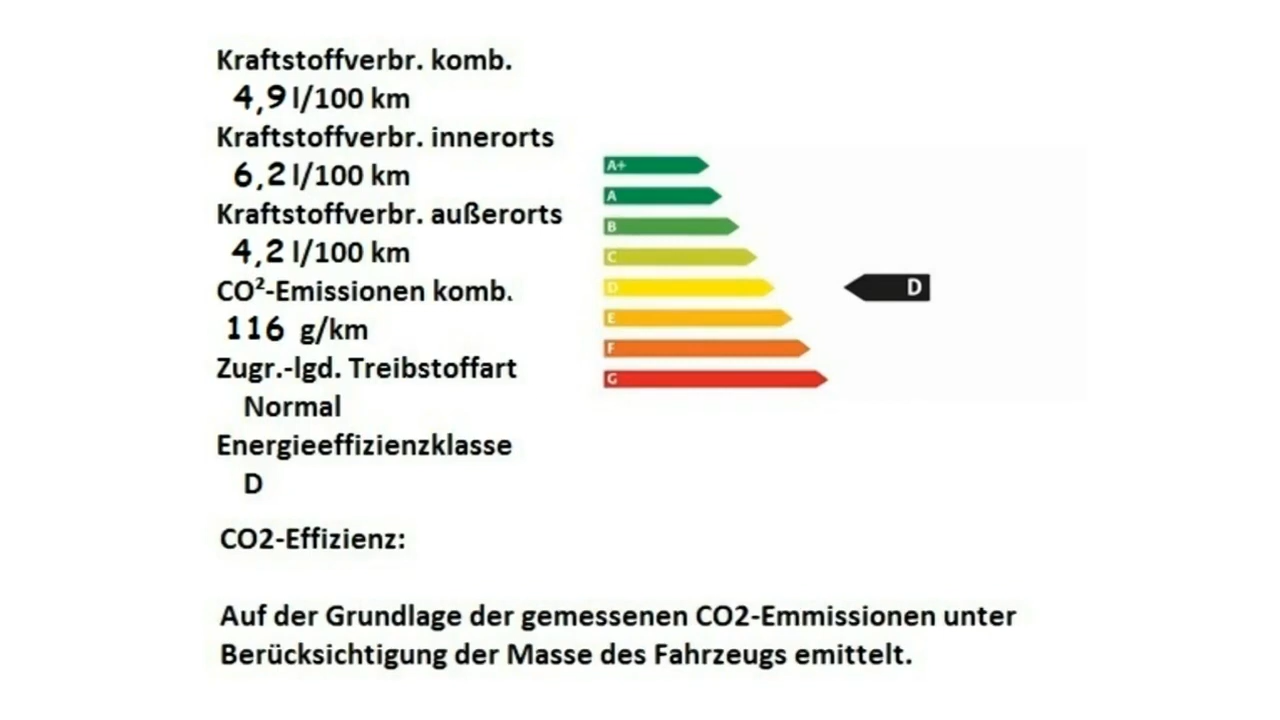 Kraftstoffverbr. komb.
4,9 l/100 km
Kraftstoffverbr. innerorts
6,2 l/100 km
Kraftstoffverbr. außerorts
4,2 l/100 km
CO²-Emissionen komb.
116 g/km
Zugr.-lgd. Treibstoffart
Normal
Energieeffizienzklasse
D
A+
A
B
C
D
D
E
F
G
CO2-Effizienz:
Auf der Grundlage der gemessenen CO2-Emmissionen unter
Berücksichtigung der Masse des Fahrzeugs emittelt.